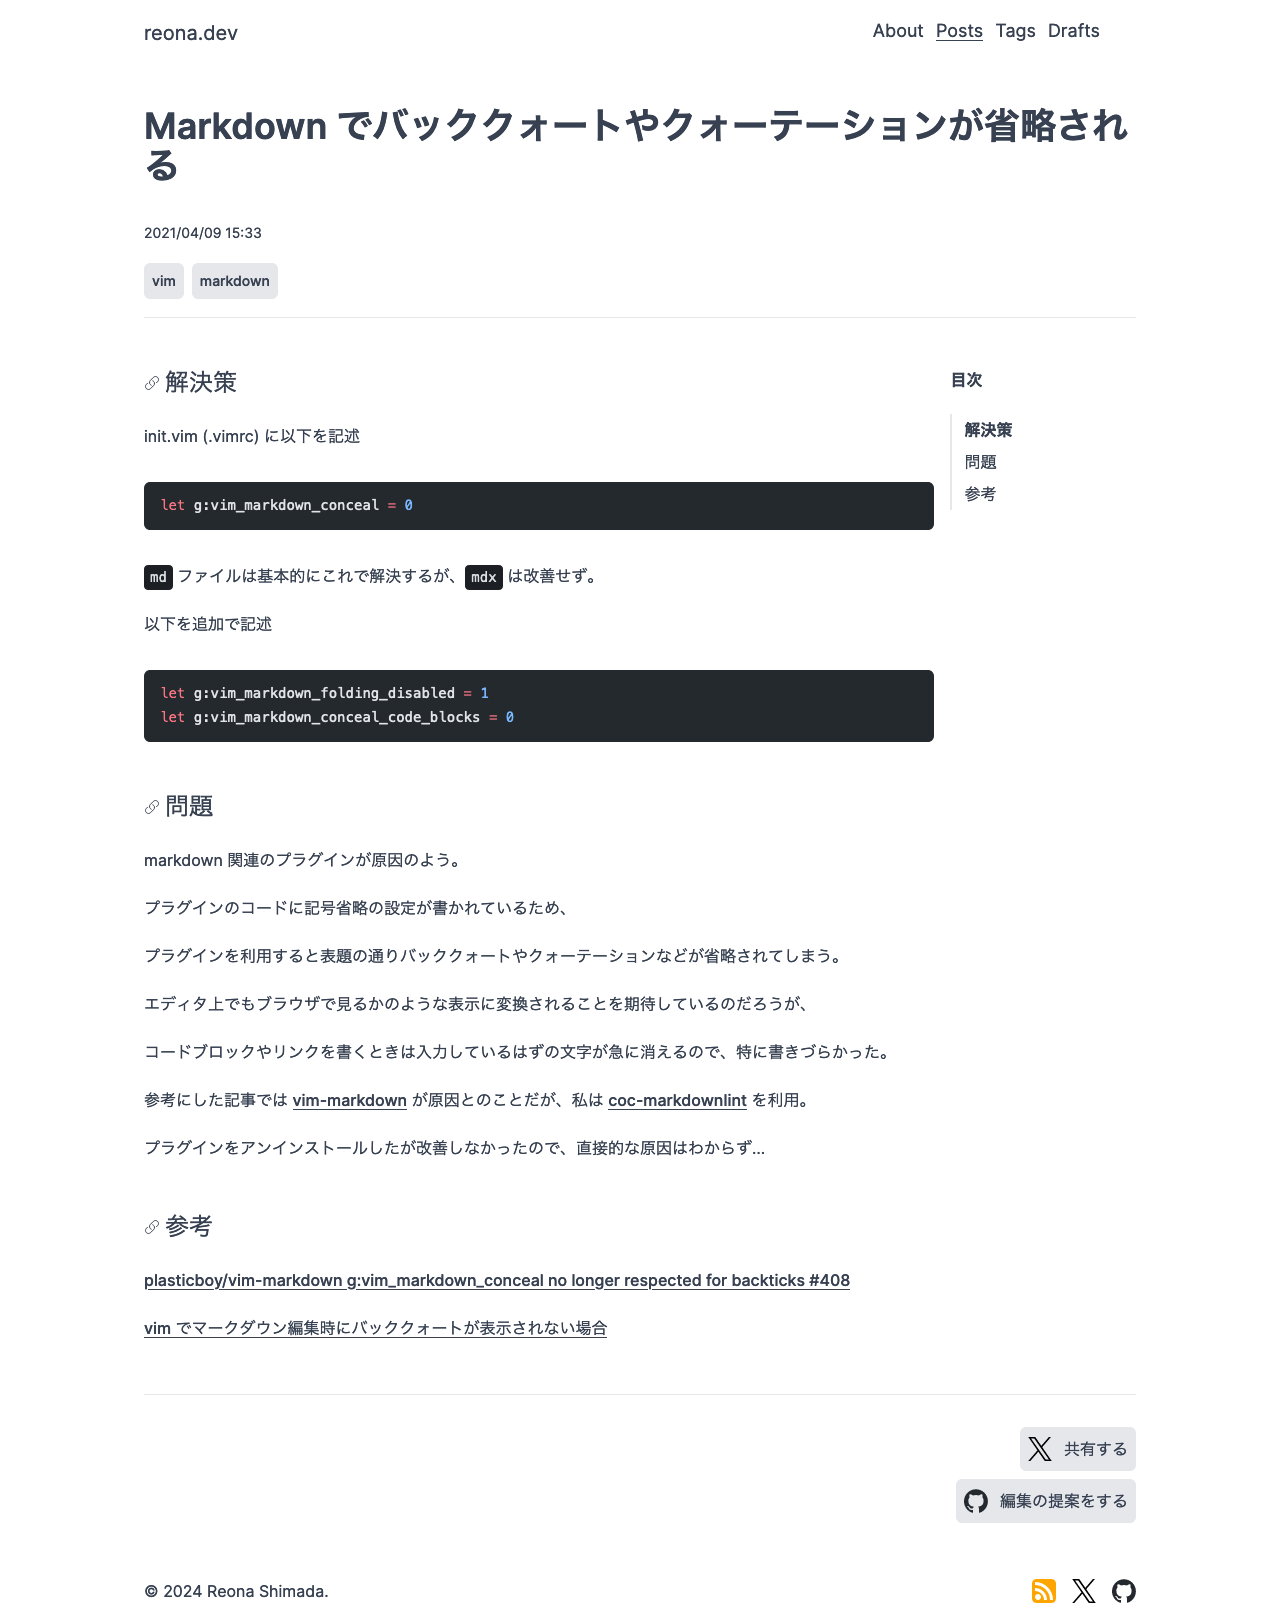 reona.dev
About Posts Tags Drafts
Markdown でバッククォートやクォーテーションが省略され
る
2021/04/09 15:33
vim markdown
解決策
init.vim (.vimrc) に以下を記述
let g:vim_markdown_conceal = 0
md ファイルは基本的にこれで解決するが、mdx は改善せず。
以下を追加で記述
let g:vim_markdown_folding_disabled = 1
let g:vim_markdown_conceal_code_blocks = 0
問題
markdown 関連のプラグインが原因のよう。
プラグインのコードに記号省略の設定が書かれているため、
プラグインを利用すると表題の通りバッククォートやクォーテーションなどが省略されてしまう。
エディタ上でもブラウザで見るかのような表示に変換されることを期待しているのだろうが、
コードブロックやリンクを書くときは入力しているはずの文字が急に消えるので、特に書きづらかった。
参考にした記事では vim-markdown が原因とのことだが、私は coc-markdownlint を利用。
プラグインをアンインストールしたが改善しなかったので、直接的な原因はわからず...
参考
plasticboy/vim-markdown g:vim_markdown_conceal no longer respected for backticks #408
vim でマークダウン編集時にバッククォートが表示されない場合
目次
解決策
問題
参考
共有する
編集の提案をする
© 2024 Reona Shimada.